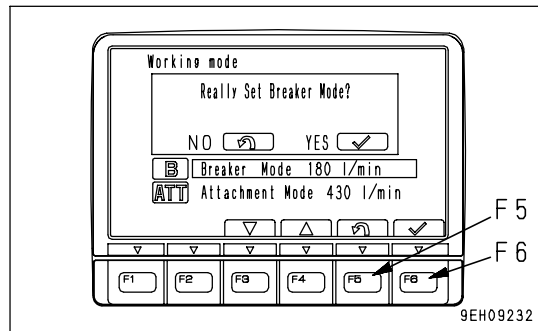 Working mode
Really Set Breaker Mode?
NO YES
B Breaker Mode 180 l/min
ATT Attachment Mode 430 l/min
F1 F2 F3 F4 F5 F6
F5
F6
9EH09232